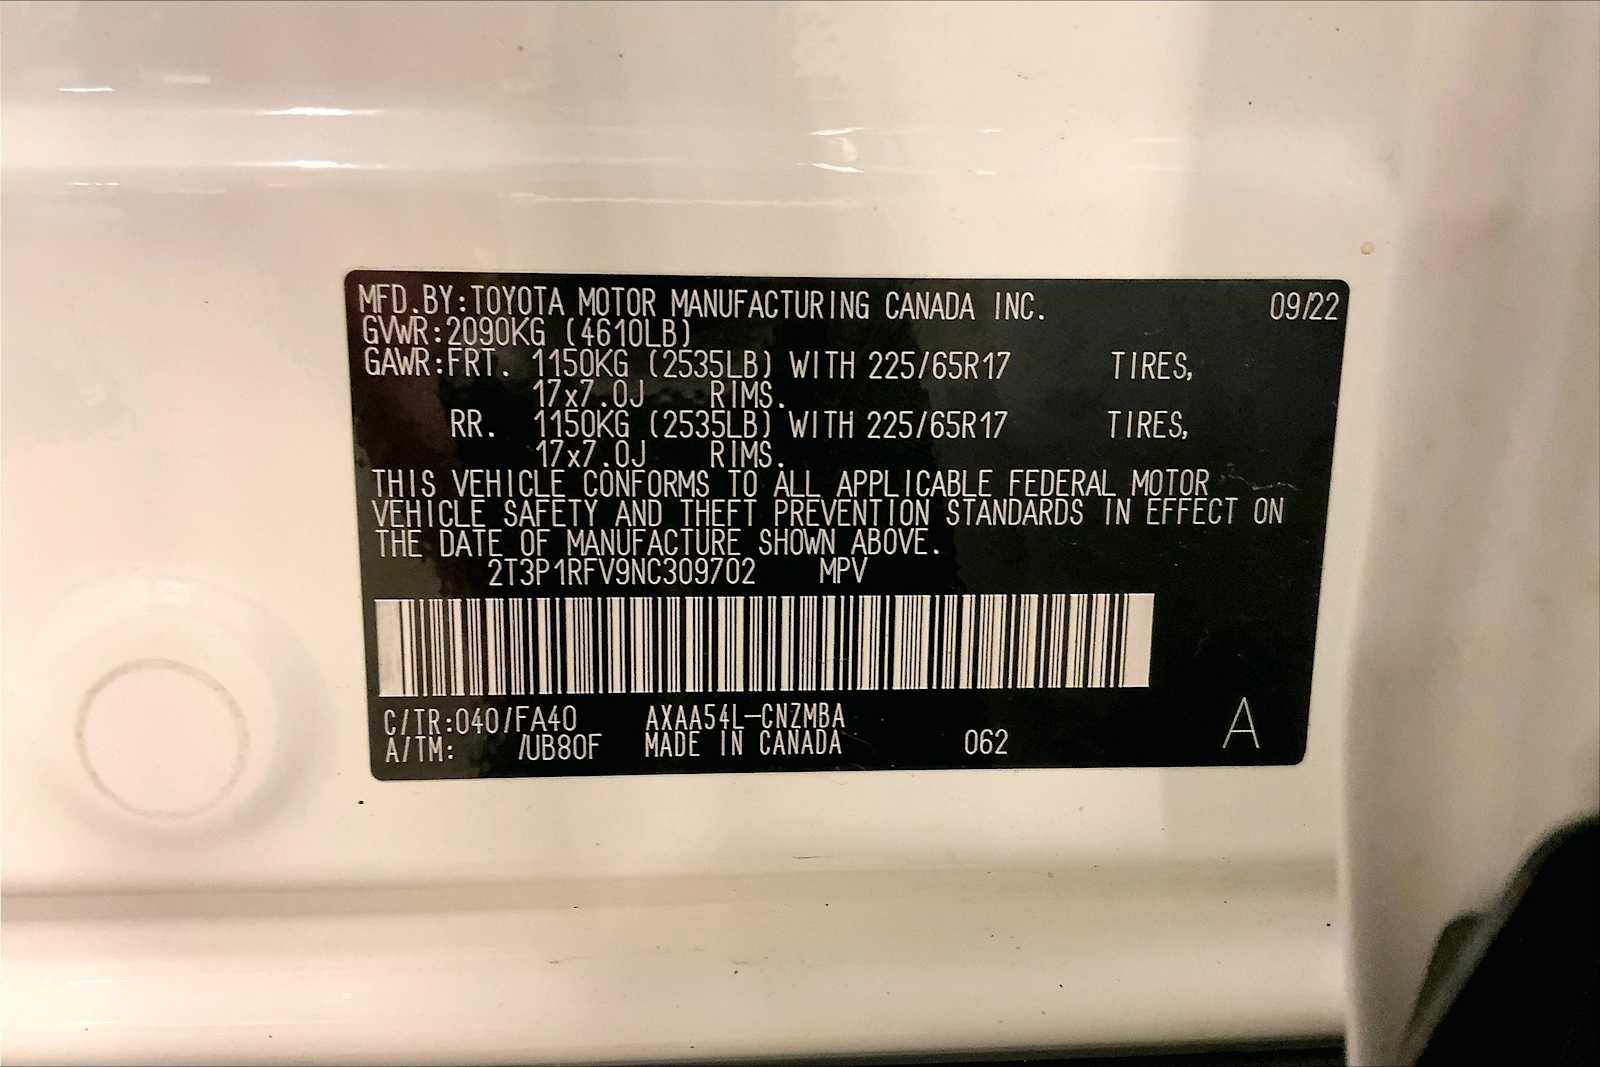 MFD.BY:TOYOTA MOTOR MANUFACTURING CANADA INC. 09/22
GVWR:2090KG (4610LB)
GAWR:FRT. 1150KG (2535LB) WITH 225/65R17 TIRES,
17x7.0J RIMS.
RR. 1150KG (2535LB) WITH 225/65R17 TIRES,
17x7.0J RIMS.
THIS VEHICLE CONFORMS TO ALL APPLICABLE FEDERAL MOTOR
VEHICLE SAFETY AND THEFT PREVENTION STANDARDS IN EFFECT ON
THE DATE OF MANUFACTURE SHOWN ABOVE.
2T3P1RFV9NC309702 MPV
C/TR:040/FA40 AXAA54L-CNZMBA
A/TM: /UB80F MADE IN CANADA 062 A